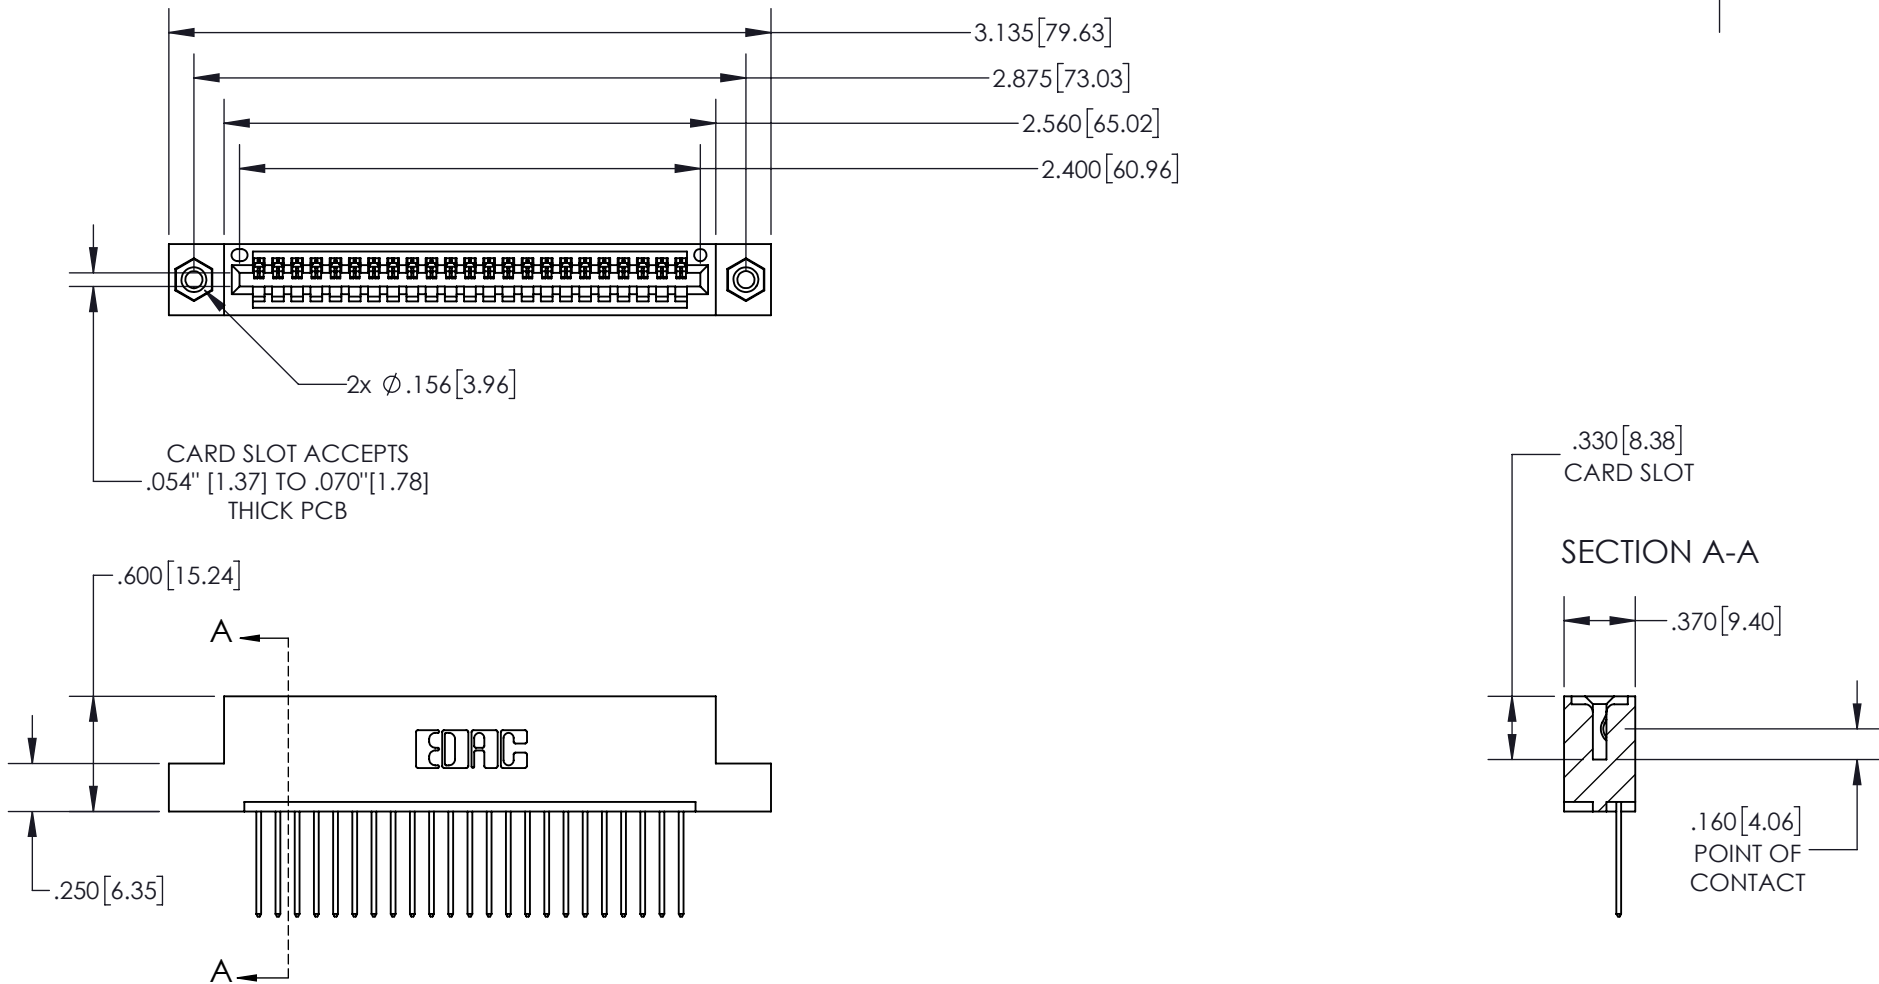 3.135[79.63]
2.875[73.03]
2.560[65.02]
2.400[60.96]
2x Ø.156[3.96]
CARD SLOT ACCEPTS
.054" [1.37] TO .070"[1.78]
THICK PCB
.330[8.38]
CARD SLOT
SECTION A-A
.600[15.24]
.370[9.40]
A
EDAC
.160[4.06]
POINT OF
CONTACT
.250[6.35]
A